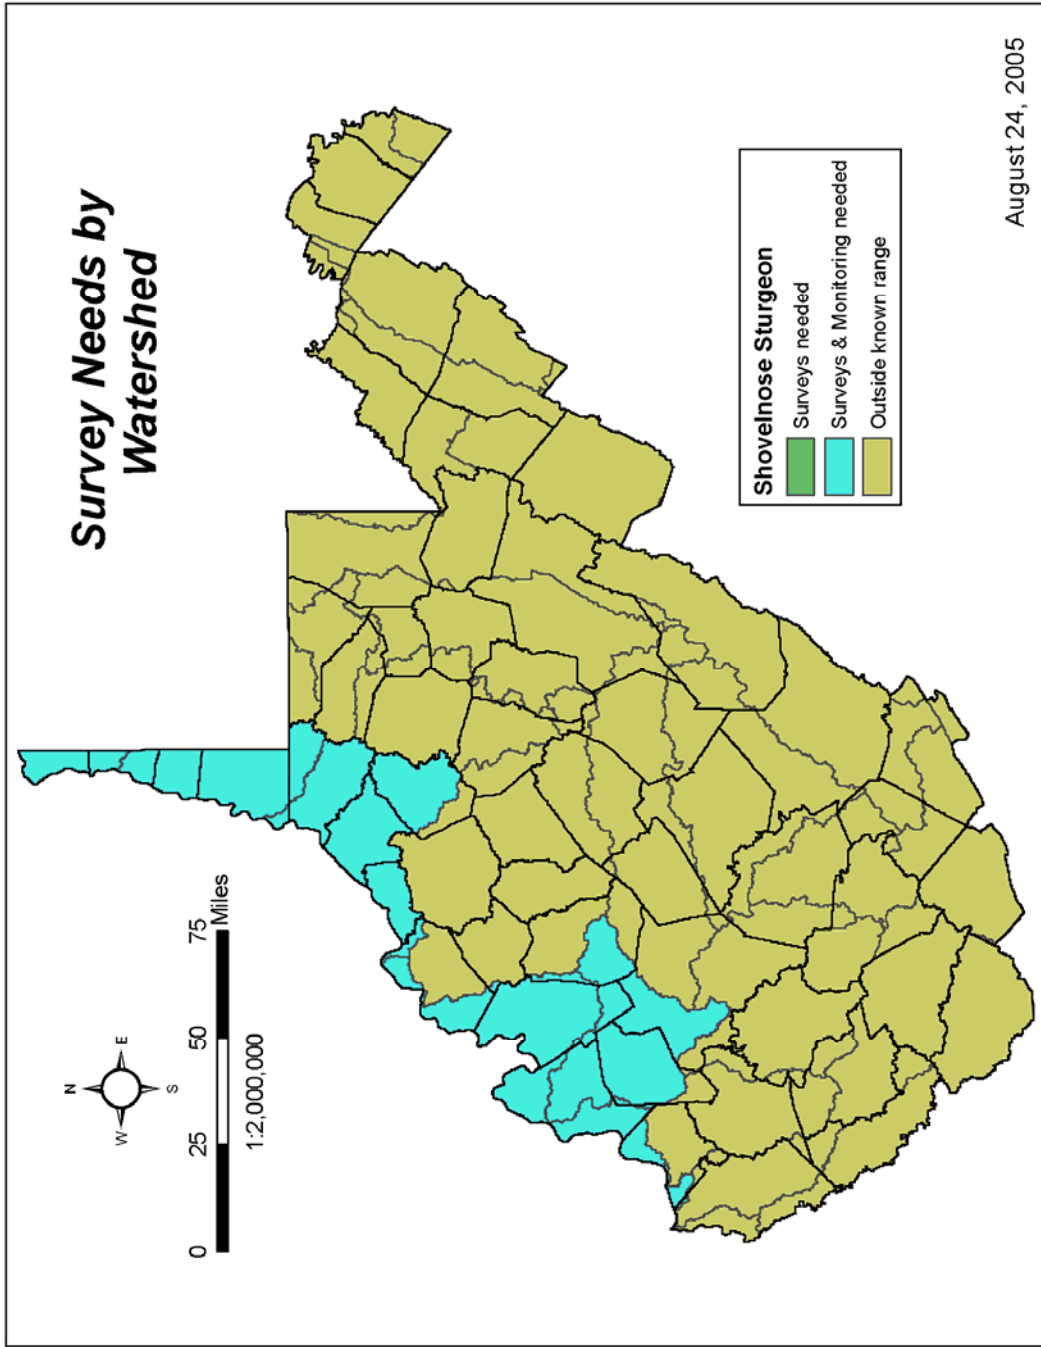 Survey Needs by
Watershed
N
W
E
S
0 25 50 75
Miles
1:2,000,000
Shovelnose Sturgeon
Surveys needed
Surveys & Monitoring needed
Outside known range
August 24, 2005